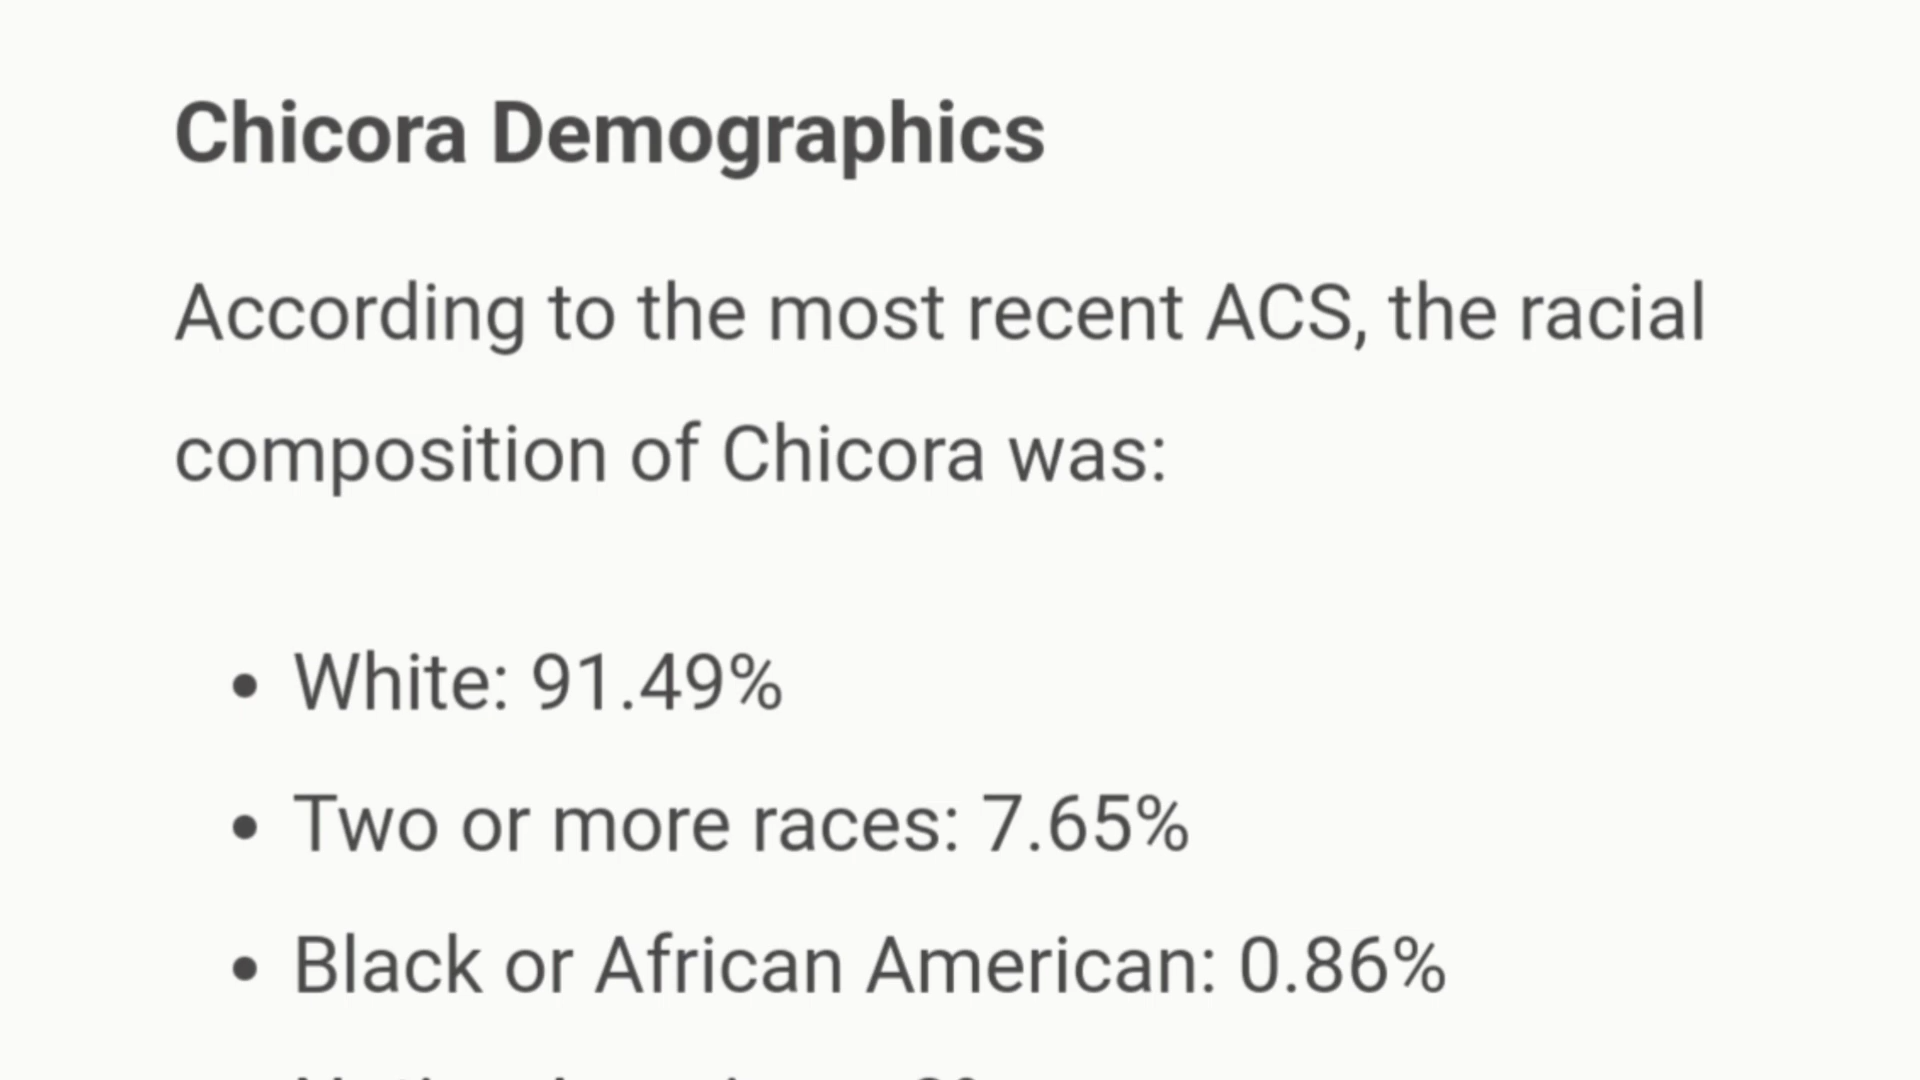 Chicora Demographics
According to the most recent ACS, the racial
composition of Chicora was:
• White: 91.49%
• Two or more races: 7.65%
• Black or African American: 0.86%